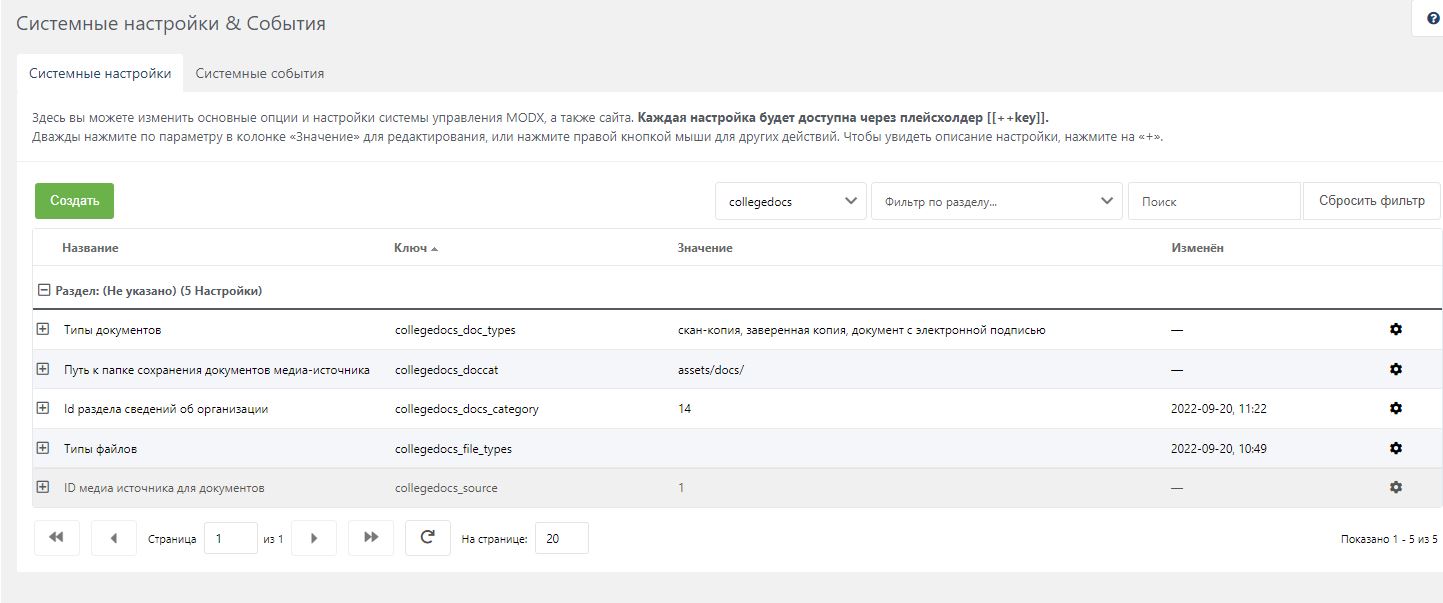 Системные настройки & События
Системные настройки Системные события
Здесь вы можете изменить основные опции и настройки системы управления MODX, а также сайта. Каждая настройка будет доступна через плейсхолдер [[++key]].
Дважды нажмите по параметру в колонке «Значение» для редактирования, или нажмите правой кнопкой мыши для других действий. Чтобы увидеть описание настройки, нажмите на «+».
Создать collegedocs Фильтр по разделу... Поиск Сбросить фильтр
Название Ключ Значение Изменён
Раздел: (Не указано) (5 Настройки)
Типы документов collegedocs_doc_types скан-копия, заверенная копия, документ с электронной подписью —
Путь к папке сохранения документов медиа-источника collegedocs_doccat assets/docs/ —
Id раздела сведений об организации collegedocs_docs_category 14 2022-09-20, 11:22
Типы файлов collegedocs_file_types 2022-09-20, 10:49
ID медиа источника для документов collegedocs_source 1 —
Страница 1 из 1 На странице: 20 Показано 1 - 5 из 5